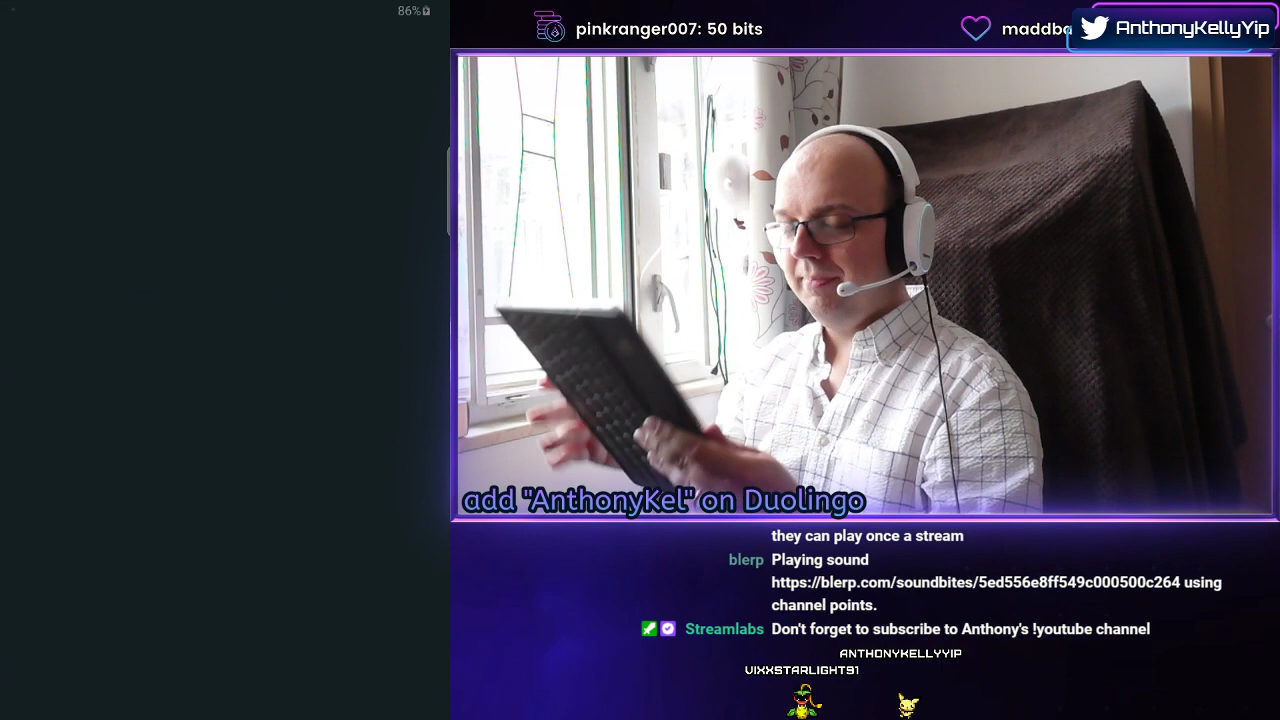 86%
pinkranger007: 50 bits
maddba
AnthonyKellyYip
add "AnthonyKel" on Duolingo
they can play once a stream
blerp Playing sound
https://blerp.com/soundbites/5ed556e8ff549c000500c264 using
channel points.
Streamlabs Don't forget to subscribe to Anthony's !youtube channel
ANTHONYKELLYYIP
VIXXSTARLIGHT91